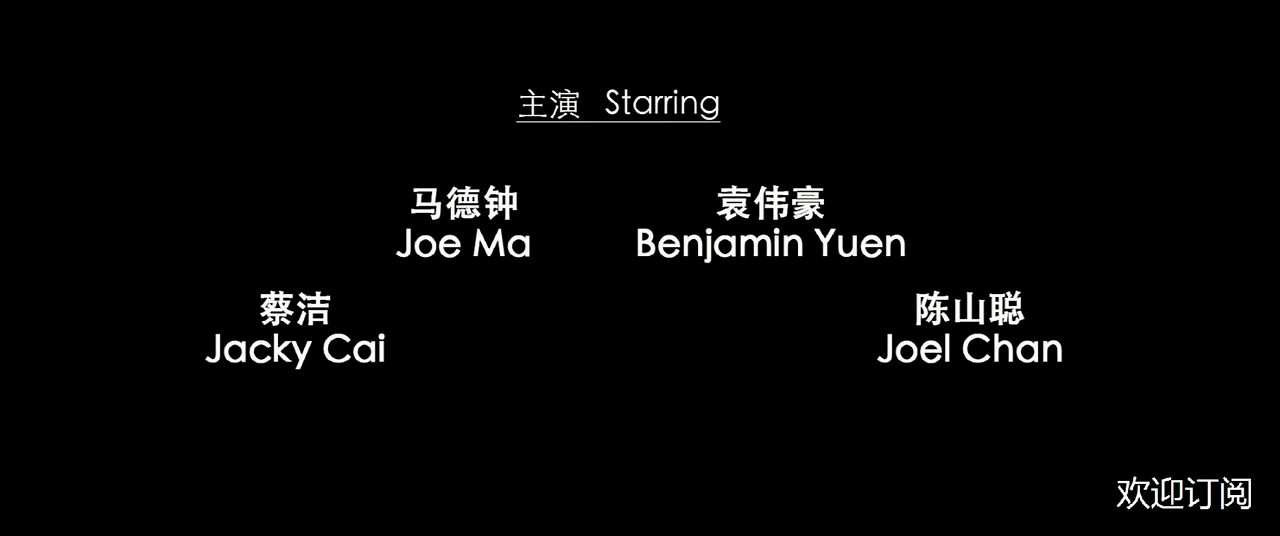 主演 Starring
马德钟
Joe Ma
袁伟豪
Benjamin Yuen
蔡洁
Jacky Cai
陈山聪
Joel Chan
欢迎订阅